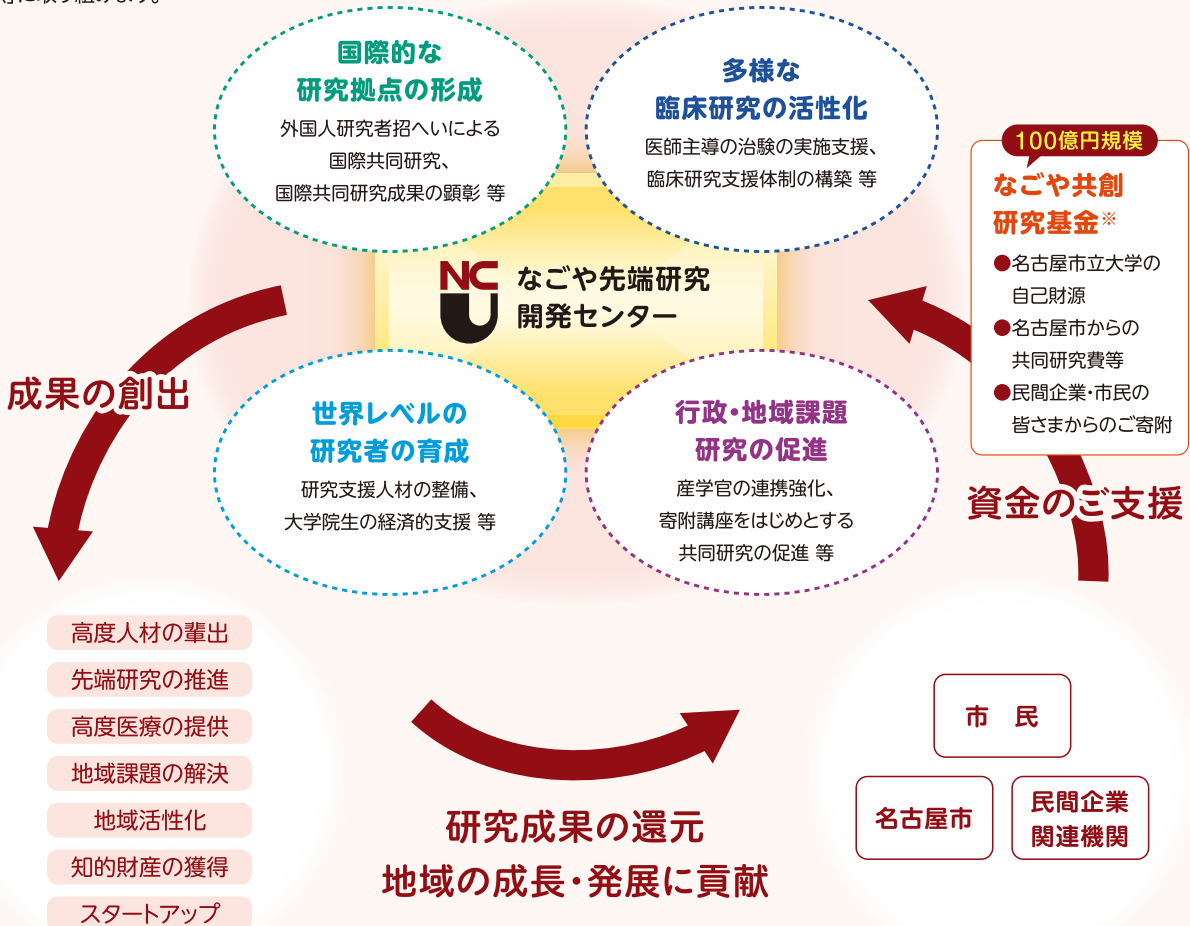 に取り組みます。
国際的な
研究拠点の形成
外国人研究者招へいによる
国際共同研究、
国際共同研究成果の顕彰 等
多様な
臨床研究の活性化
医師主導の治験の実施支援、
臨床研究支援体制の構築 等
100億円規模
なごや共創
研究基金※
●名古屋市立大学の
自己財源
●名古屋市からの
共同研究費等
●民間企業・市民の
皆さまからのご寄附
NCU
なごや先端研究
開発センター
成果の創出
世界レベルの
研究者の育成
研究支援人材の整備、
大学院生の経済的支援 等
行政・地域課題
研究の促進
産学官の連携強化、
寄附講座をはじめとする
共同研究の促進 等
資金のご支援
高度人材の輩出
先端研究の推進
高度医療の提供
地域課題の解決
地域活性化
知的財産の獲得
スタートアップ
研究成果の還元
地域の成長・発展に貢献
市 民
名古屋市
民間企業
関連機関